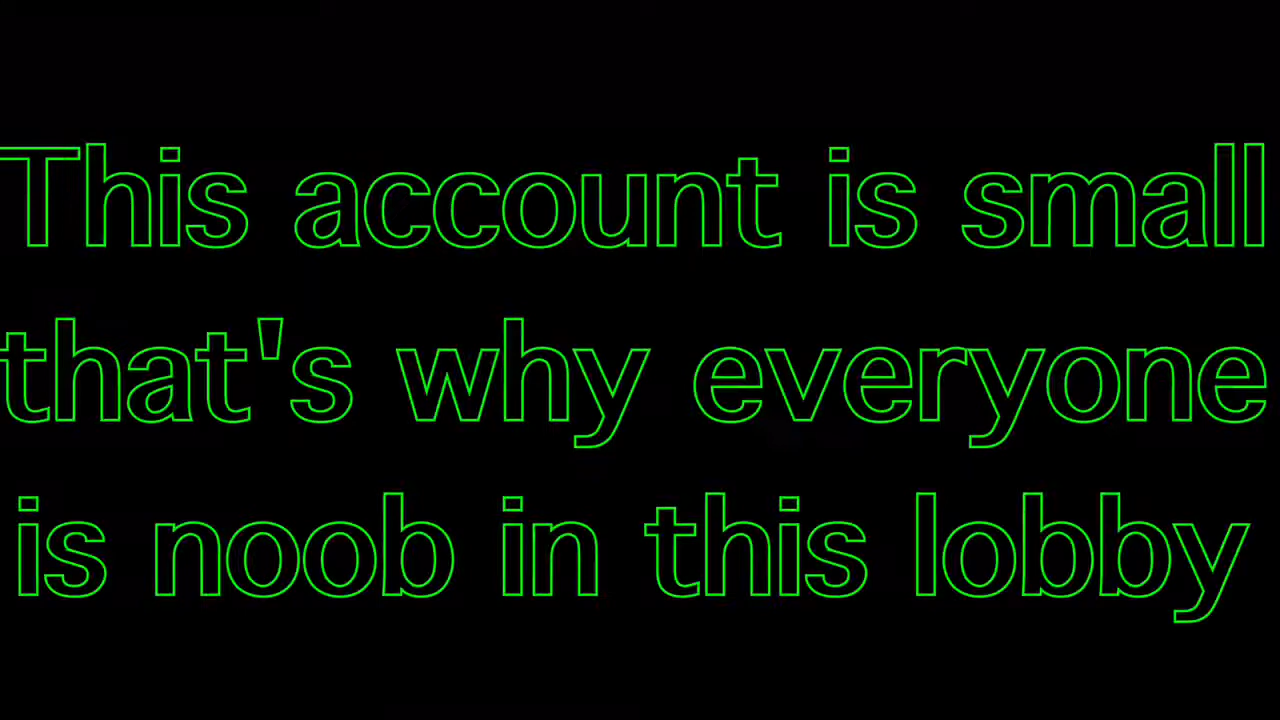 This account is small
that's why everyone
is noob in this lobby